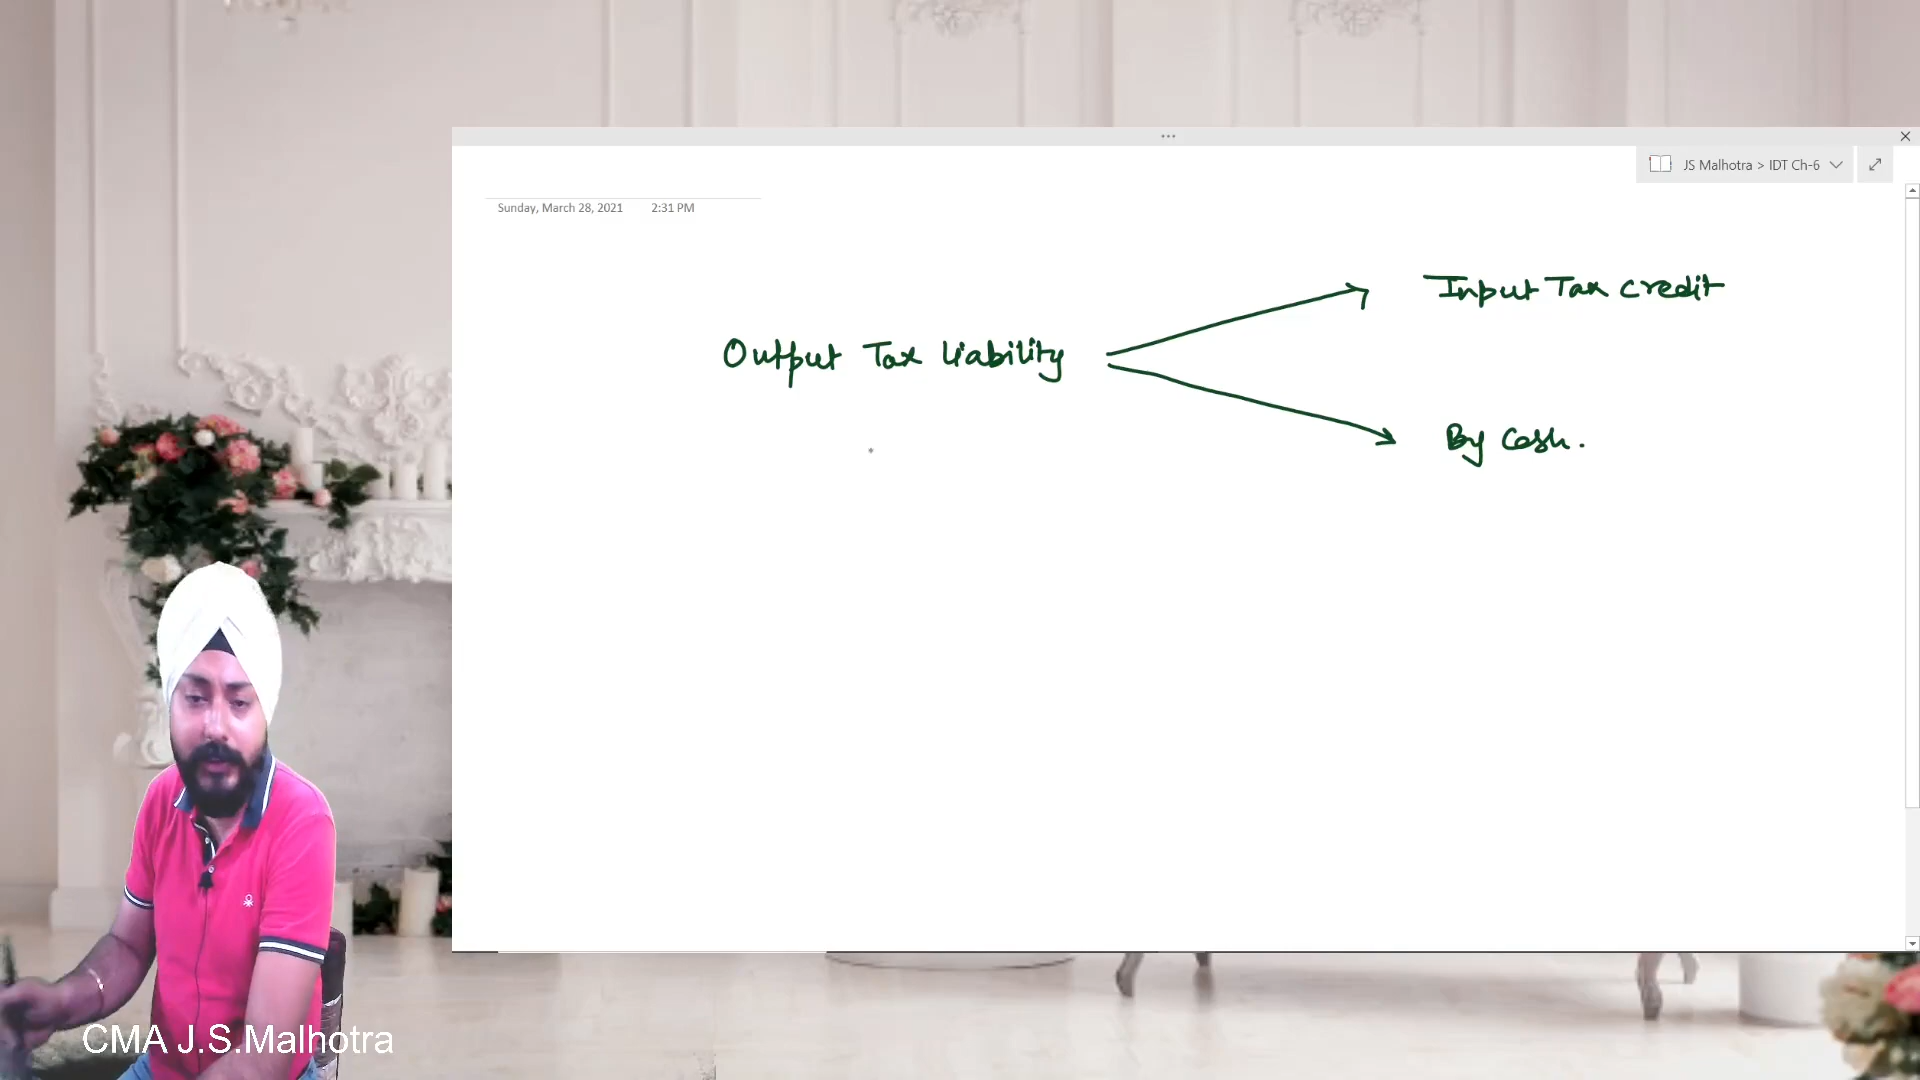 JS Malhotra > IDT Ch-6
Sunday, March 28, 2021 2:31 PM
Input Tax Credit
Output Tax Liability
By Cash.
CMA J.S.Malhotra